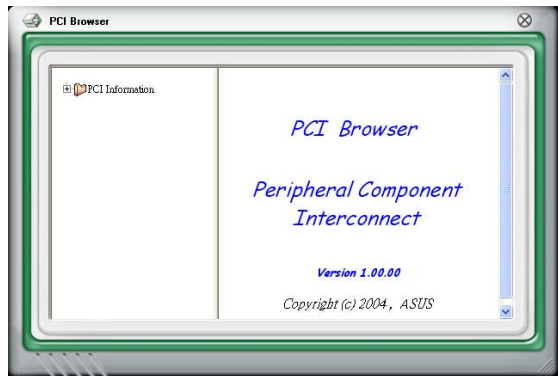 PCI Browser
PCI Information
PCI Browser
Peripheral Component
Interconnect
Version 1.00.00
Copyright (c) 2004, ASUS